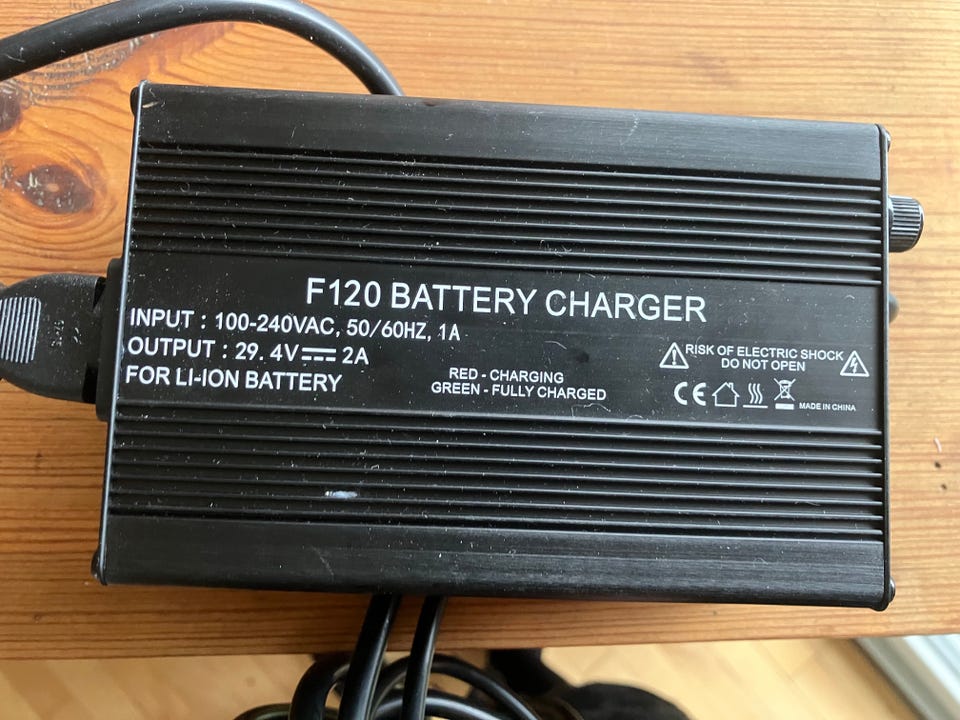 F120 BATTERY CHARGER
INPUT : 100-240VAC, 50/60HZ, 1A
OUTPUT : 29. 4V⎓2A
FOR LI-ION BATTERY
RED - CHARGING
GREEN - FULLY CHARGED
RISK OF ELECTRIC SHOCK
DO NOT OPEN
CE
MADE IN CHINA